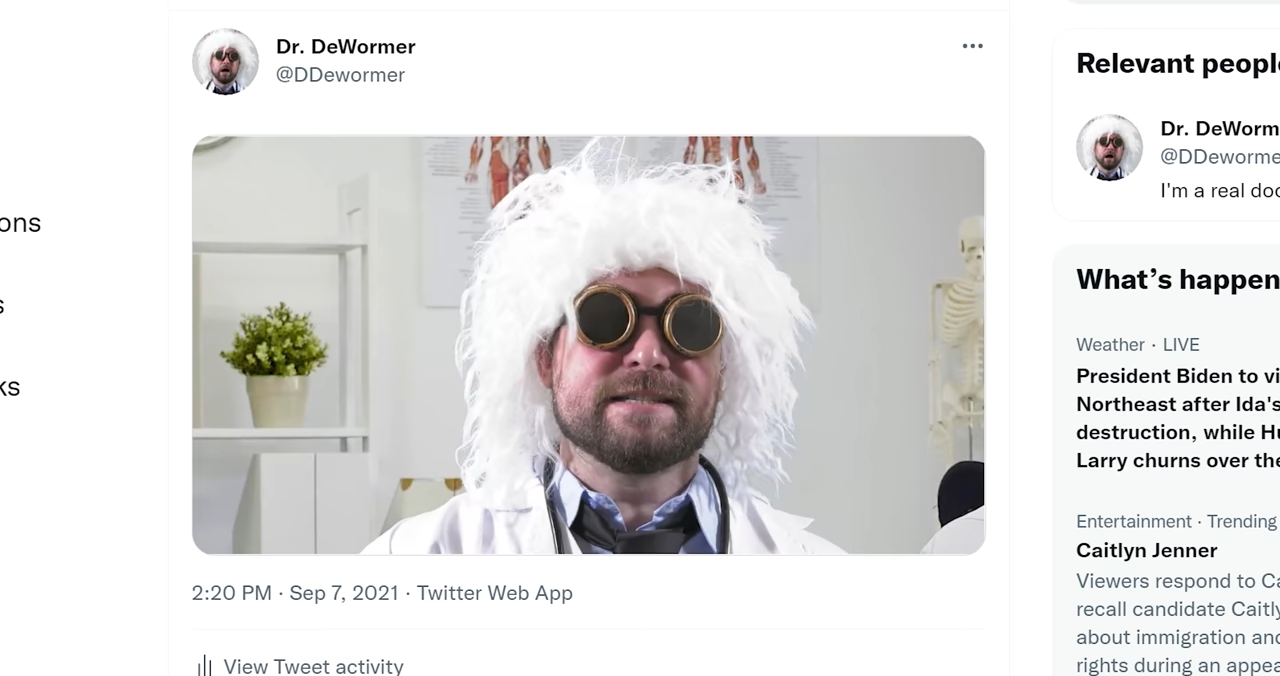 Dr. DeWormer
@DDewormer
2:20 PM · Sep 7, 2021 · Twitter Web App
View Tweet activity
ons
s
ks
Relevant people
Dr. DeWorm
@DDeworme
I'm a real doc
What's happen
Weather · LIVE
President Biden to vi
Northeast after Ida's
destruction, while Hu
Larry churns over the
Entertainment · Trending
Caitlyn Jenner
Viewers respond to Ca
recall candidate Caitly
about immigration and
rights during an appea